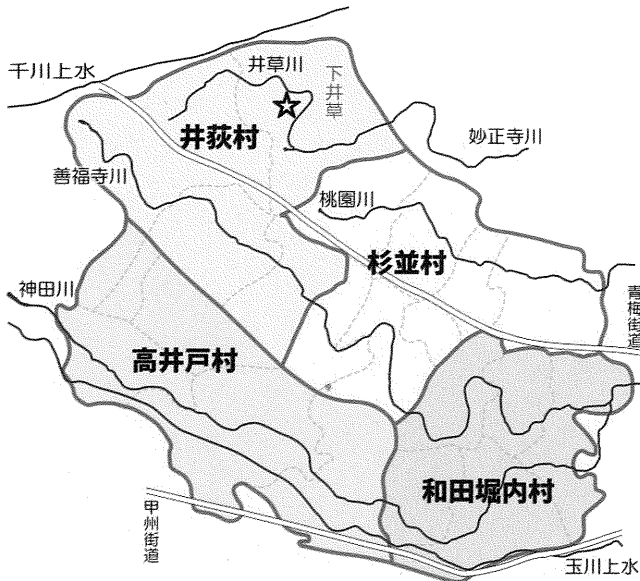 千川上水
井草川
下井草
井荻村
妙正寺川
善福寺川
桃園川
杉並村
神田川
青梅街道
高井戸村
和田堀内村
甲州街道
玉川上水